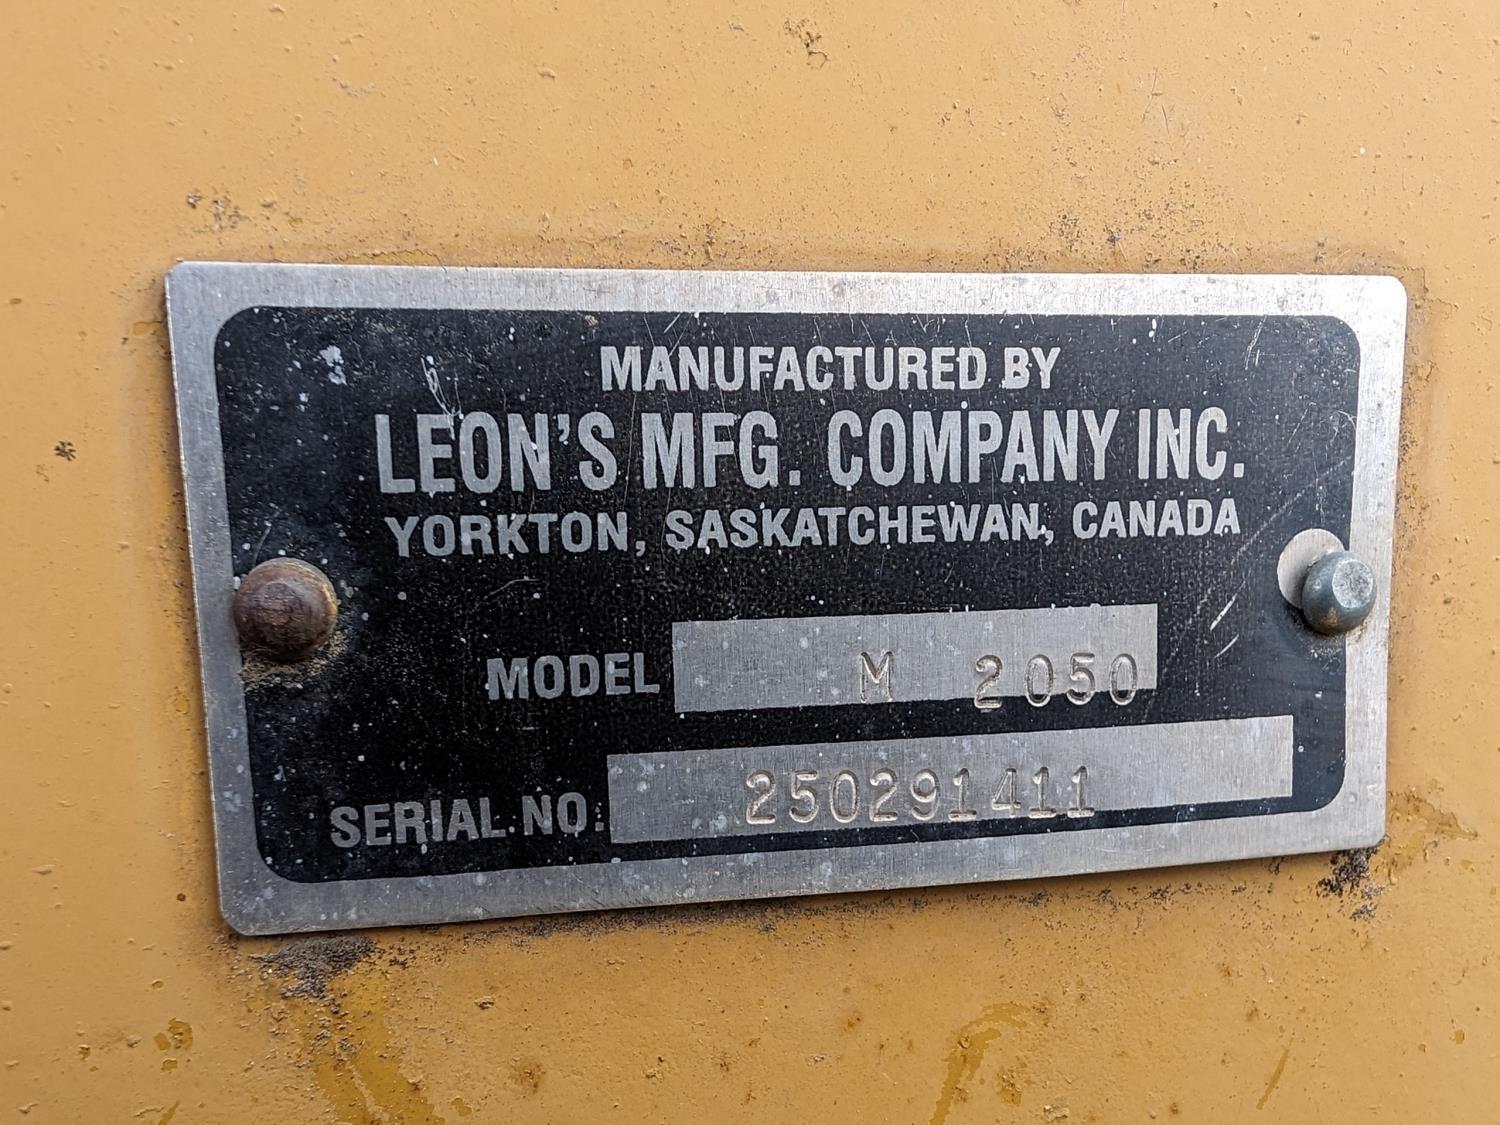 MANUFACTURED BY
LEON'S MFG. COMPANY INC.
YORKTON, SASKATCHEWAN, CANADA
MODEL M 2050
SERIAL NO. 250291411